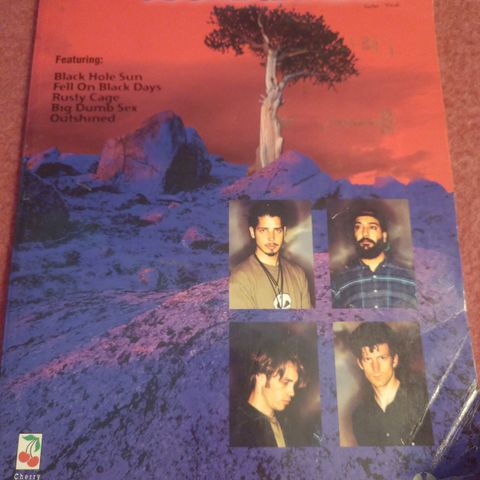 Featuring:
Black Hole Sun
Fell On Black Days
Rusty Cage
Big Dumb Sex
Outshined
Cherry